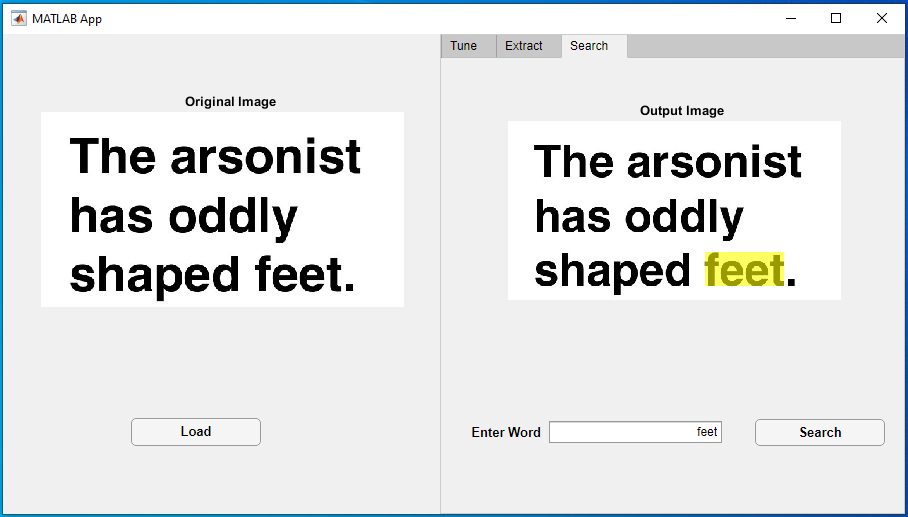 MATLAB App
Original Image
The arsonist
has oddly
shaped feet.
Load
Tune Extract Search
Output Image
The arsonist
has oddly
shaped feet.
Enter Word feet Search